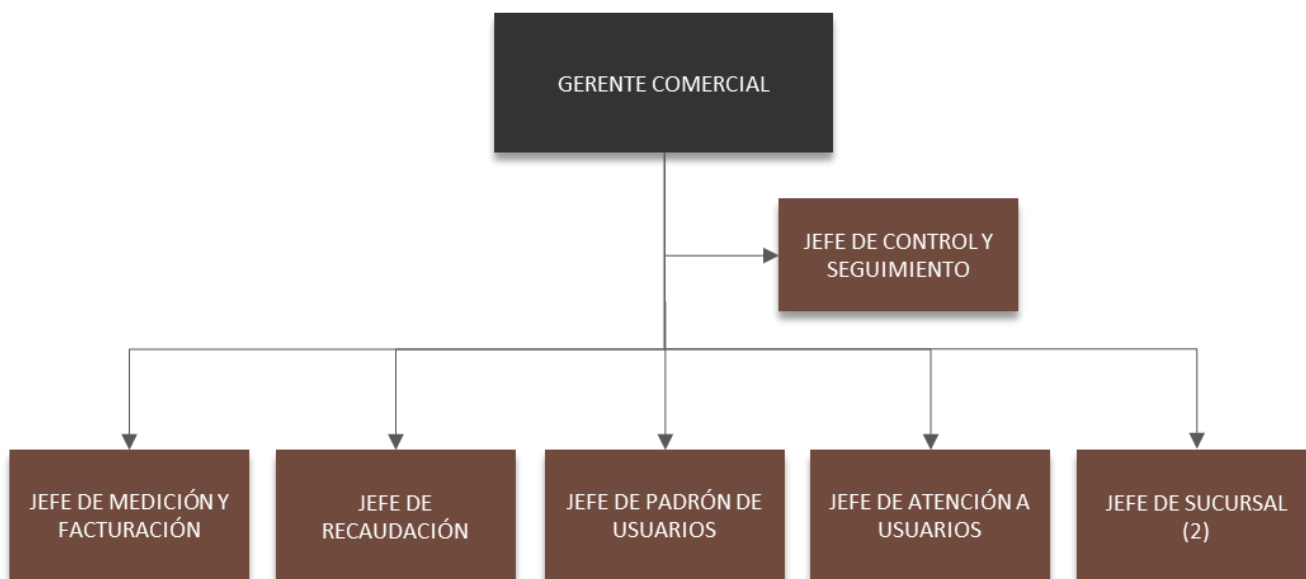 GERENTE COMERCIAL
JEFE DE CONTROL Y
SEGUIMIENTO
JEFE DE MEDICIÓN Y
FACTURACIÓN
JEFE DE
RECAUDACIÓN
JEFE DE PADRÓN DE
USUARIOS
JEFE DE ATENCIÓN A
USUARIOS
JEFE DE SUCURSAL
(2)